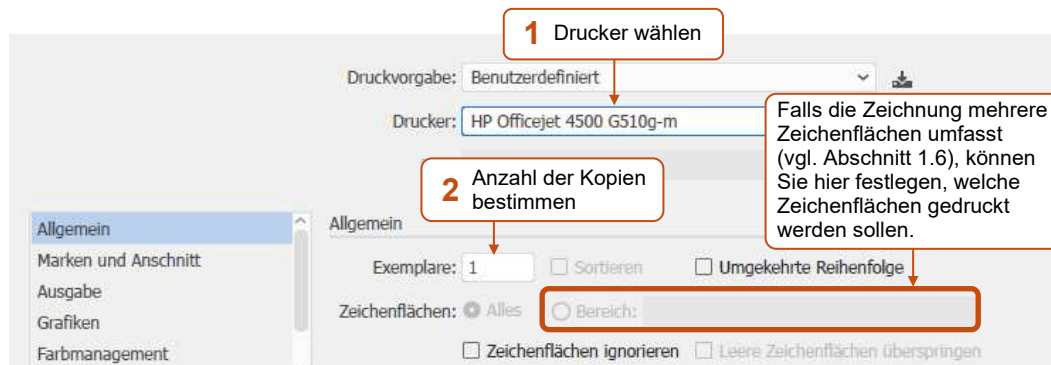 1 Drucker wählen
Druckvorgabe: Benutzerdefiniert
Drucker: HP Officejet 4500 G510g-m
Falls die Zeichnung mehrere
Zeichenflächen umfasst
(vgl. Abschnitt 1.6), können
Sie hier festlegen, welche
Zeichenflächen gedruckt
werden sollen.
2 Anzahl der Kopien
bestimmen
Allgemein
Marken und Anschnitt
Ausgabe
Grafiken
Farbmanagement
Allgemein
Exemplare: 1 Sortieren Umgekehrte Reihenfolge
Zeichenflächen: Alles Bereich:
Zeichenflächen ignorieren Leere Zeichenflächen überspringen